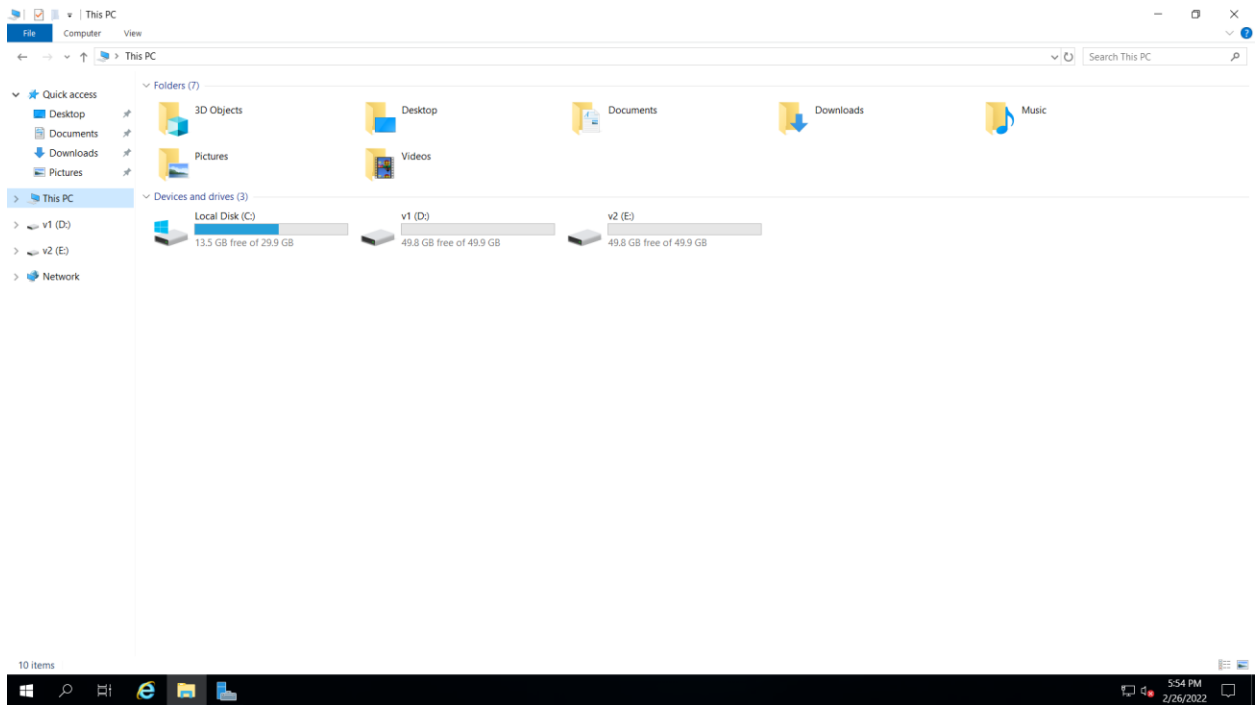 This PC
File Computer View
This PC
Search This PC
Quick access
Desktop
Documents
Downloads
Pictures
This PC
v1 (D:)
v2 (E:)
Network
Folders (7)
3D Objects Desktop Documents Downloads Music
Pictures Videos
Devices and drives (3)
Local Disk (C:) v1 (D:) v2 (E:)
13.5 GB free of 29.9 GB 49.8 GB free of 49.9 GB 49.8 GB free of 49.9 GB
10 items
5:54 PM
2/26/2022